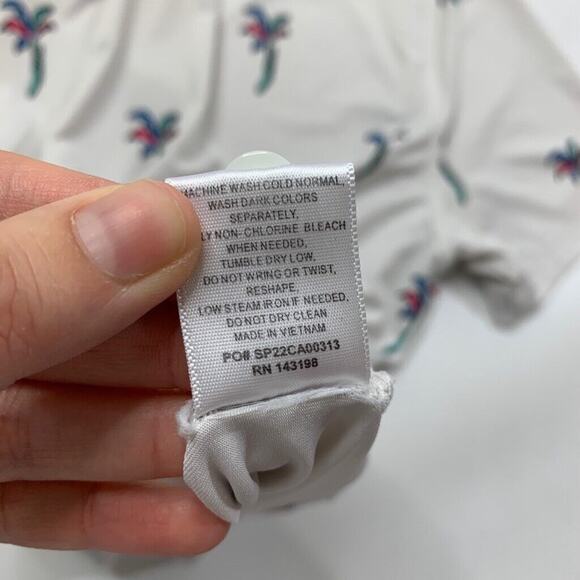 MACHINE WASH COLD NORMAL
WASH DARK COLORS
SEPARATELY,
LY NON-CHLORINE BLEACH
WHEN NEEDED,
TUMBLE DRY LOW,
DO NOT WRING OR TWIST,
RESHAPE
LOW STEAM IRON IF NEEDED,
DO NOT DRY CLEAN
MADE IN VIETNAM
PO# SP22CA00313
RN 143198